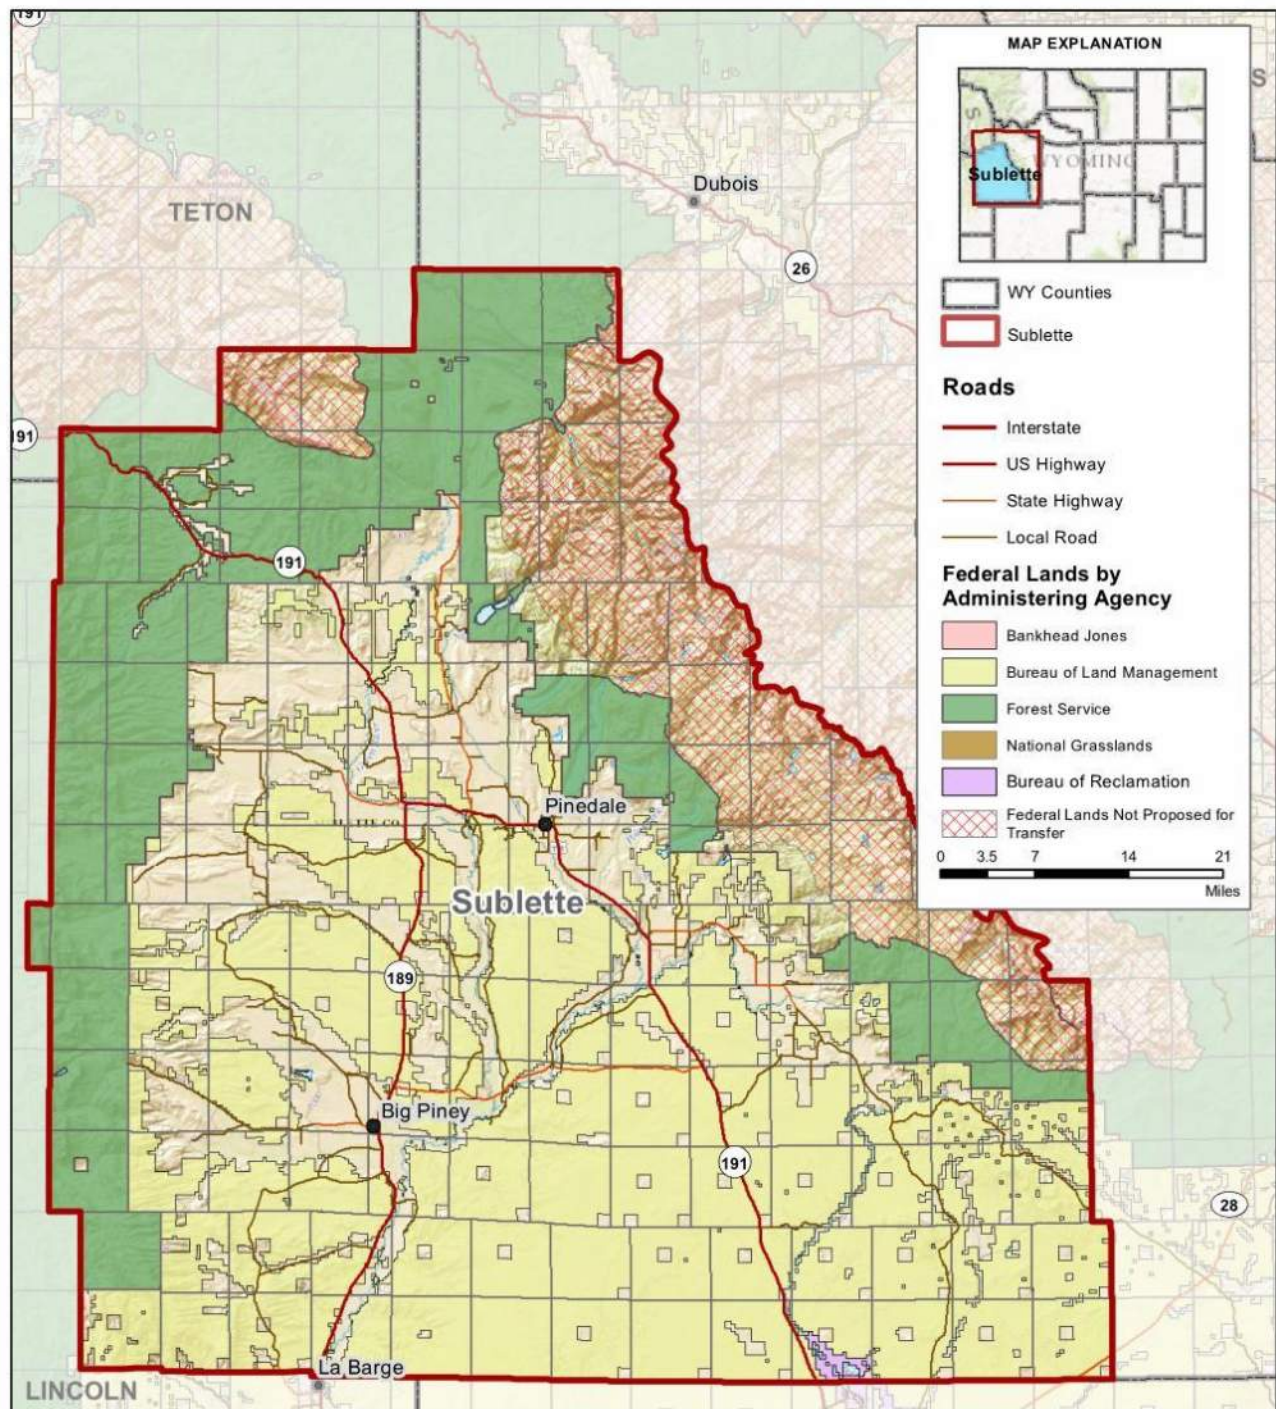 191
MAP EXPLANATION
S
S
WYOMING
Sublette
Dubois
TETON
26
WY Counties
Sublette
Roads
Interstate
191
US Highway
State Highway
Local Road
191
Federal Lands by
Administering Agency
Bankhead Jones
Bureau of Land Management
Forest Service
National Grasslands
Bureau of Reclamation
Federal Lands Not Proposed for
Transfer
0 3.5 7 14 21
Miles
Pinedale
Sublette
189
Big Piney
191
28
La Barge
LINCOLN